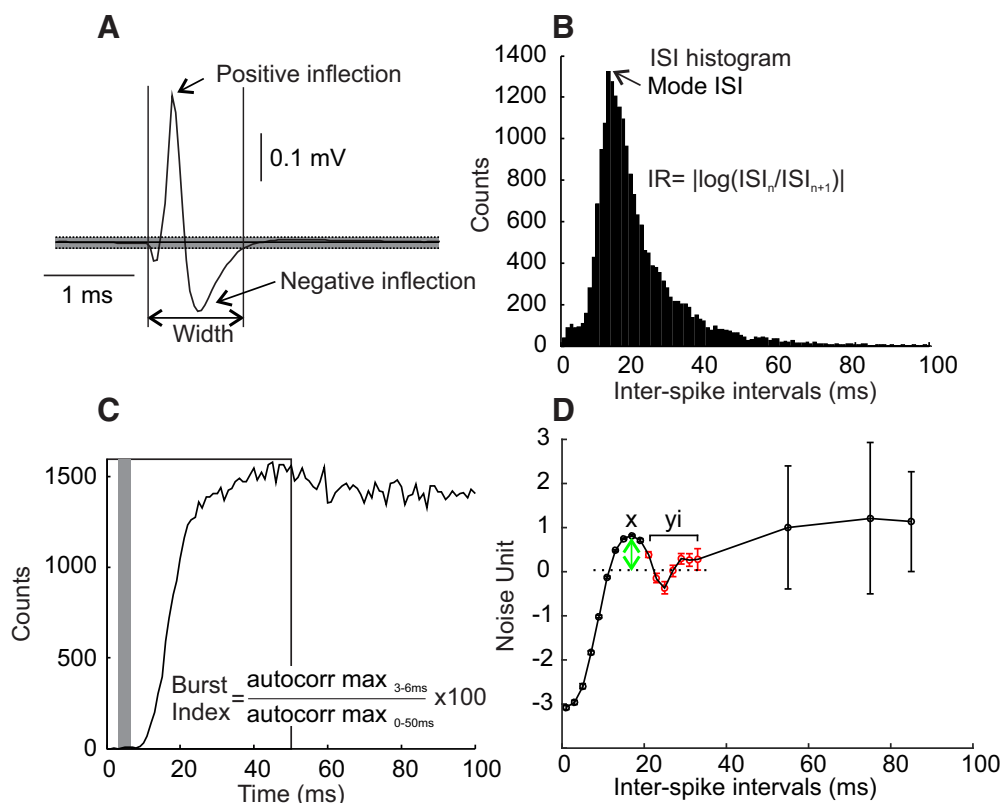 A
Positive inflection
0.1 mV
1 ms
Negative inflection
Width
B
ISI histogram
Mode ISI
IR= |log(ISIn/ISIn+1)|
Counts
1400
1200
1000
800
600
400
200
0
0 20 40 60 80 100
Inter-spike intervals (ms)
C
Counts
1500
1000
500
0
Burst Index = autocorr max 3-6ms / autocorr max 0-50ms x100
0 20 40 60 80 100
Time (ms)
D
Noise Unit
3
2
1
0
-1
-2
-3
x yi
0 20 40 60 80 100
Inter-spike intervals (ms)